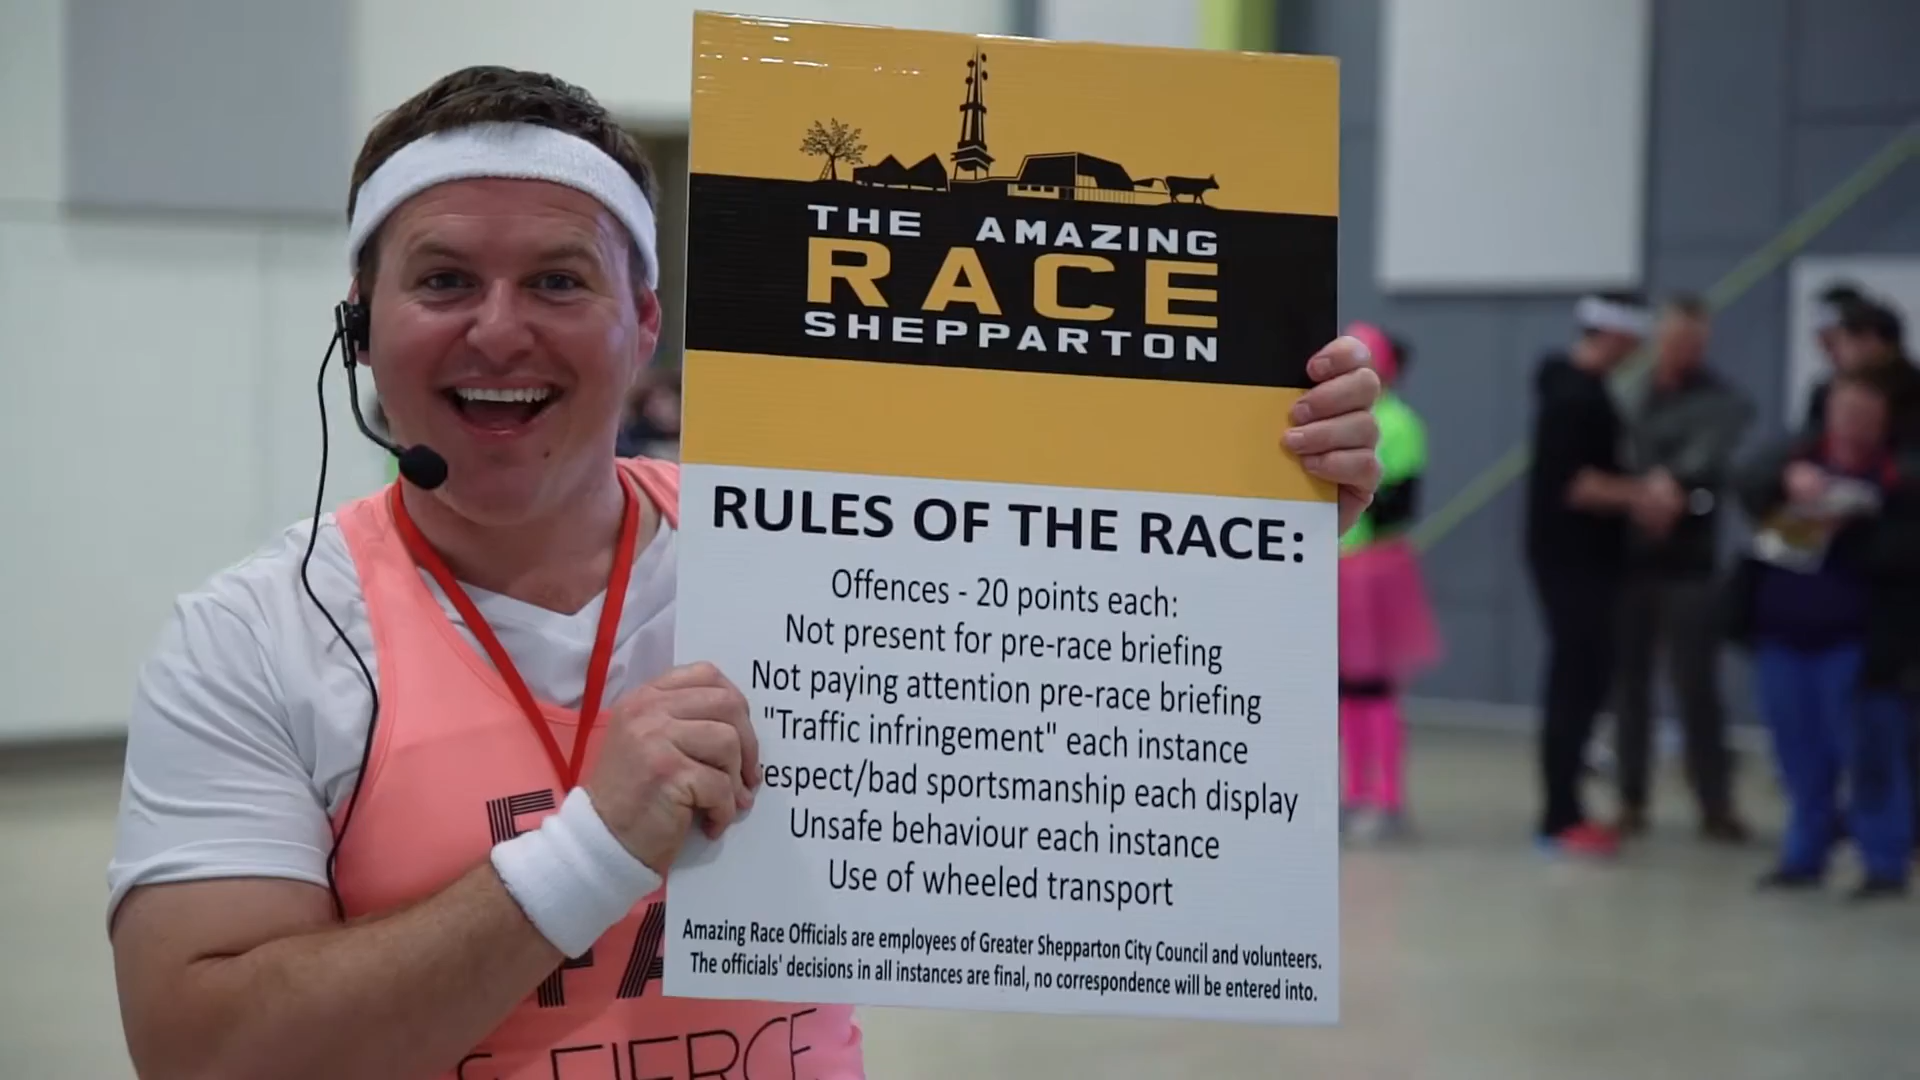 THE AMAZING
RACE
SHEPPARTON
RULES OF THE RACE:
Offences - 20 points each:
Not present for pre-race briefing
Not paying attention pre-race briefing
"Traffic infringement" each instance
respect/bad sportsmanship each display
Unsafe behaviour each instance
Use of wheeled transport
Amazing Race Officials are employees of Greater Shepparton City Council and volunteers.
The officials' decisions in all instances are final, no correspondence will be entered into.
FIERCE